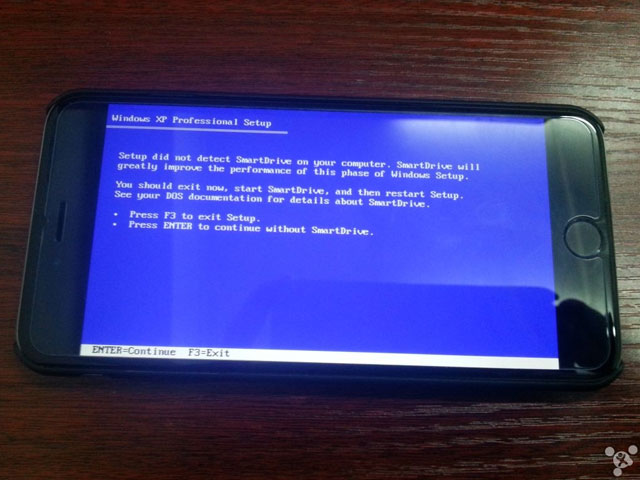 Windows XP Professional Setup
Setup did not detect SmartDrive on your computer. SmartDrive will
greatly improve the performance of this phase of Windows Setup.
You should exit now, start SmartDrive, and then restart Setup.
See your DOS documentation for details about SmartDrive.
• Press F3 to exit Setup.
• Press ENTER to continue without SmartDrive.
ENTER=Continue F3=Exit